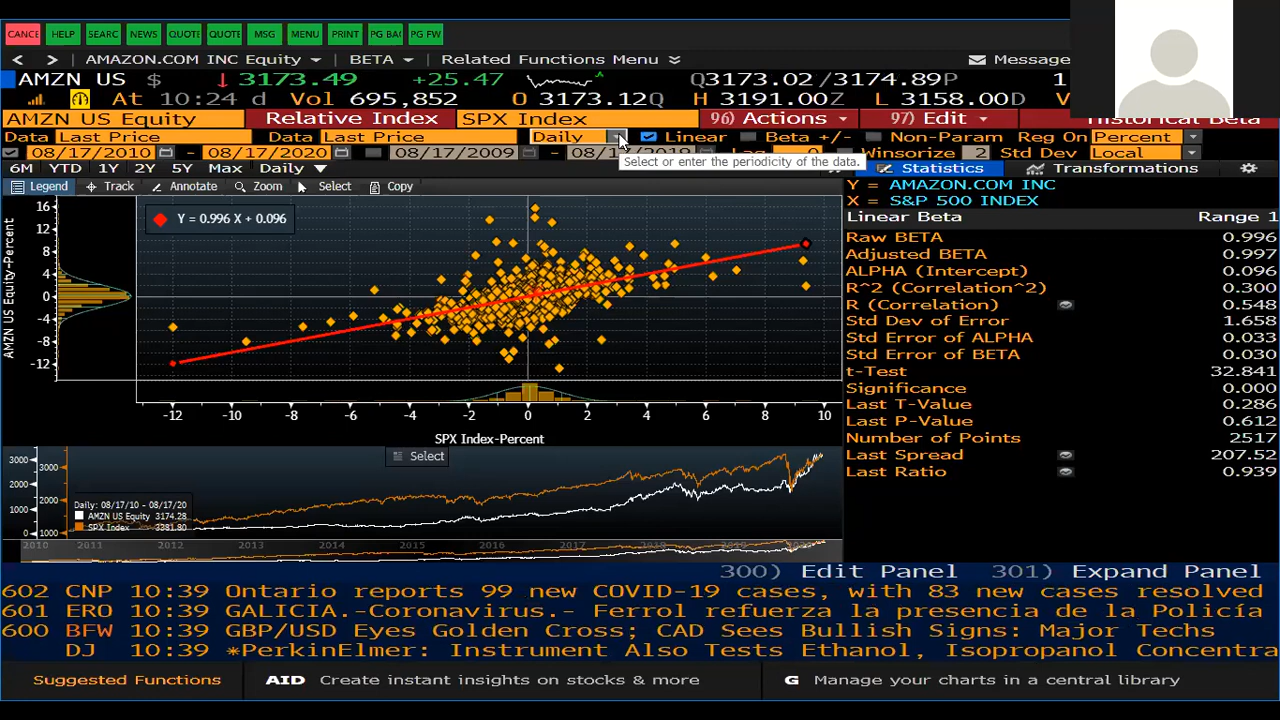 CANCE HELP SEARC NEWS QUOTE QUOTE MSG MENU PRINT PG BAC PG FW
< > AMAZON.COM INC Equity BETA Related Functions Menu Message
AMZN US $ ↓ 3173.49 +25.47 Q3173.02 /3174.89P 1
At 10:24 d Vol 695,852 O 3173.12Q H 3191.00Z L 3158.00Z
AMZN US Equity Relative Index SPX Index 96) Actions 97) Edit Historical Beta
Data Last Price Data Last Price Daily Linear Beta +/- Non-Param Reg On Percent
08/17/2010 - 08/17/2020 08/17/2009 - Lag 0 Winsorize 2 Std Dev Local
6M YTD 1Y 2Y 5Y Max Daily Select or enter the periodicity of the data. Statistics Transformations
Legend Track Annotate Zoom Select Copy
Y = AMAZON.COM INC
X = S&P 500 INDEX
Linear Beta Range 1
Raw BETA 0.996
Adjusted BETA 0.997
ALPHA (Intercept) 0.096
R^2 (Correlation^2) 0.300
R (Correlation) 0.548
Std Dev of Error 1.658
Std Error of ALPHA 0.033
Std Error of BETA 0.030
t-Test 32.841
Significance 0.000
Last T-Value 0.286
Last P-Value 0.612
Number of Points 2517
Last Spread 207.52
Last Ratio 0.939
Y = 0.996 X + 0.096
AMZN US Equity-Percent
16
12
8
4
0
-4
-8
-12
-12 -10 -8 -6 -4 -2 0 2 4 6 8 10
SPX Index-Percent
Select
3000 3000
2000 2000
1000
0 1000
Daily: 08/17/10 - 08/17/20
AMZN US Equity 3174.28
SPX Index 3381.80
2010 2011 2012 2013 2014 2015 2016 2017 2018 2019
300) Edit Panel 301) Expand Panel
602 CNP 10:39 Ontario reports 99 new COVID-19 cases, with 83 new cases resolved
601 ERO 10:39 GALICIA.-Coronavirus.- Ferrol refuerza la presencia de la Policía
600 BFW 10:39 GBP/USD Eyes Golden Cross; CAD Sees Bullish Signs: Major Techs
DJ 10:39 *PerkinElmer: Instrument Also Tests Ethanol, Isopropanol Concentra
Suggested Functions AID Create instant insights on stocks & more G Manage your charts in a central library